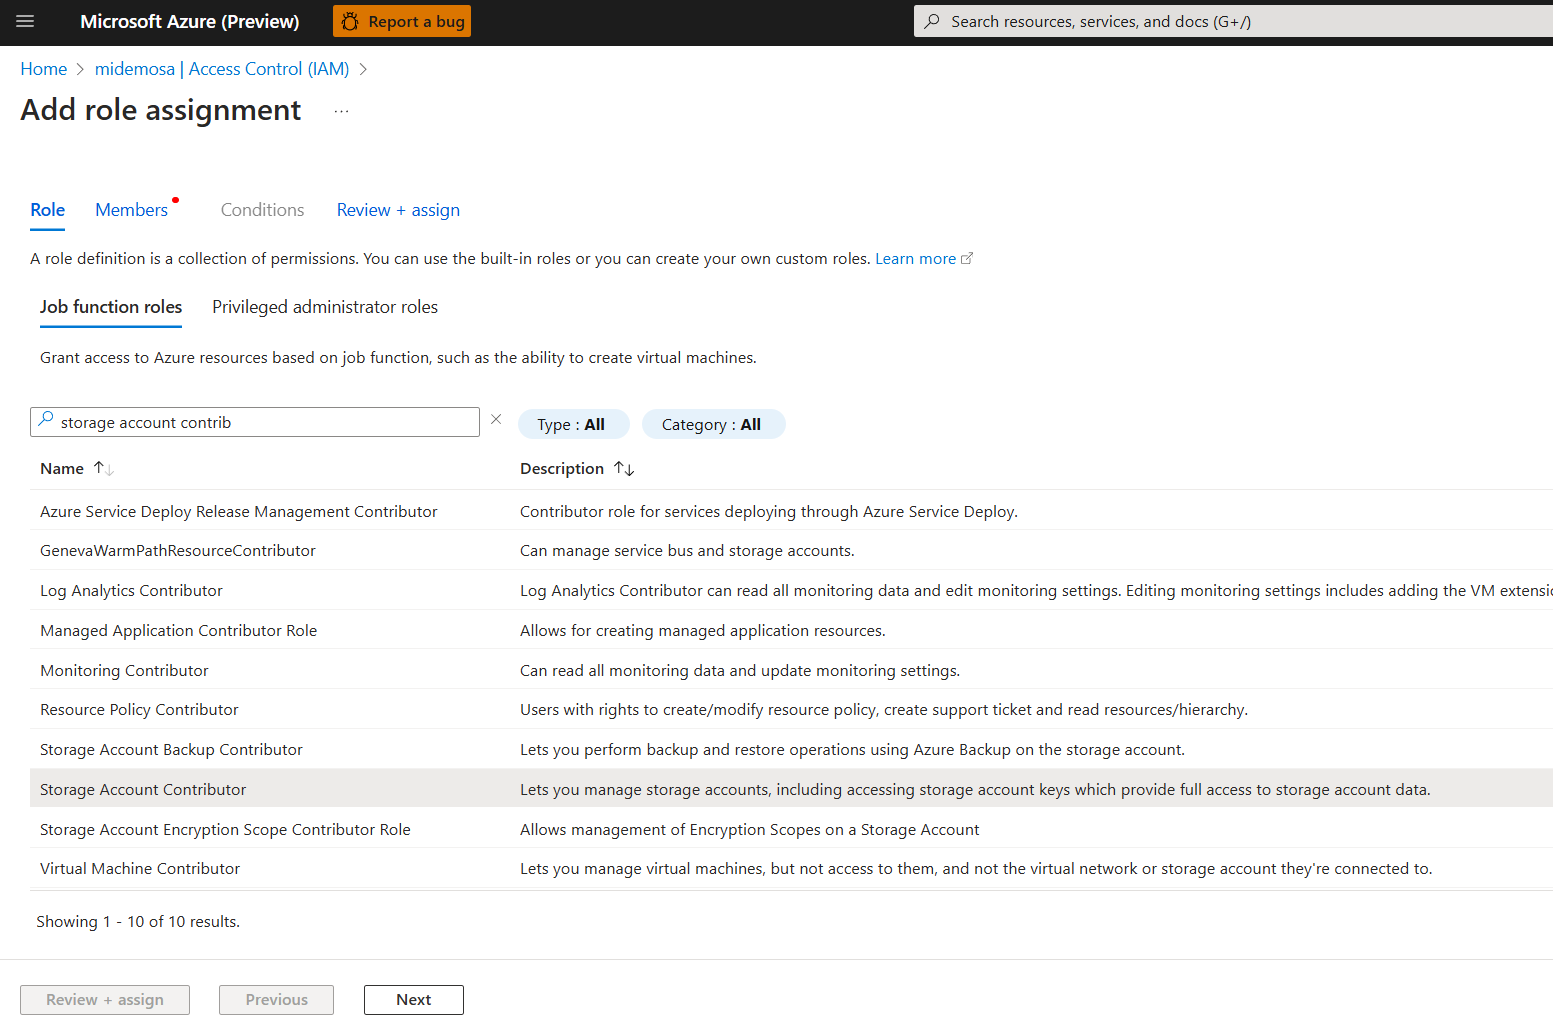 Microsoft Azure (Preview)
Report a bug
Search resources, services, and docs (G+/)
Home > midemosa | Access Control (IAM) >
Add role assignment ...
Role Members Conditions Review + assign
A role definition is a collection of permissions. You can use the built-in roles or you can create your own custom roles. Learn more
Job function roles Privileged administrator roles
Grant access to Azure resources based on job function, such as the ability to create virtual machines.
storage account contrib Type : All Category : All
Name Description
Azure Service Deploy Release Management Contributor Contributor role for services deploying through Azure Service Deploy.
GenevaWarmPathResourceContributor Can manage service bus and storage accounts.
Log Analytics Contributor Log Analytics Contributor can read all monitoring data and edit monitoring settings. Editing monitoring settings includes adding the VM extensi
Managed Application Contributor Role Allows for creating managed application resources.
Monitoring Contributor Can read all monitoring data and update monitoring settings.
Resource Policy Contributor Users with rights to create/modify resource policy, create support ticket and read resources/hierarchy.
Storage Account Backup Contributor Lets you perform backup and restore operations using Azure Backup on the storage account.
Storage Account Contributor Lets you manage storage accounts, including accessing storage account keys which provide full access to storage account data.
Storage Account Encryption Scope Contributor Role Allows management of Encryption Scopes on a Storage Account
Virtual Machine Contributor Lets you manage virtual machines, but not access to them, and not the virtual network or storage account they're connected to.
Showing 1 - 10 of 10 results.
Review + assign Previous Next